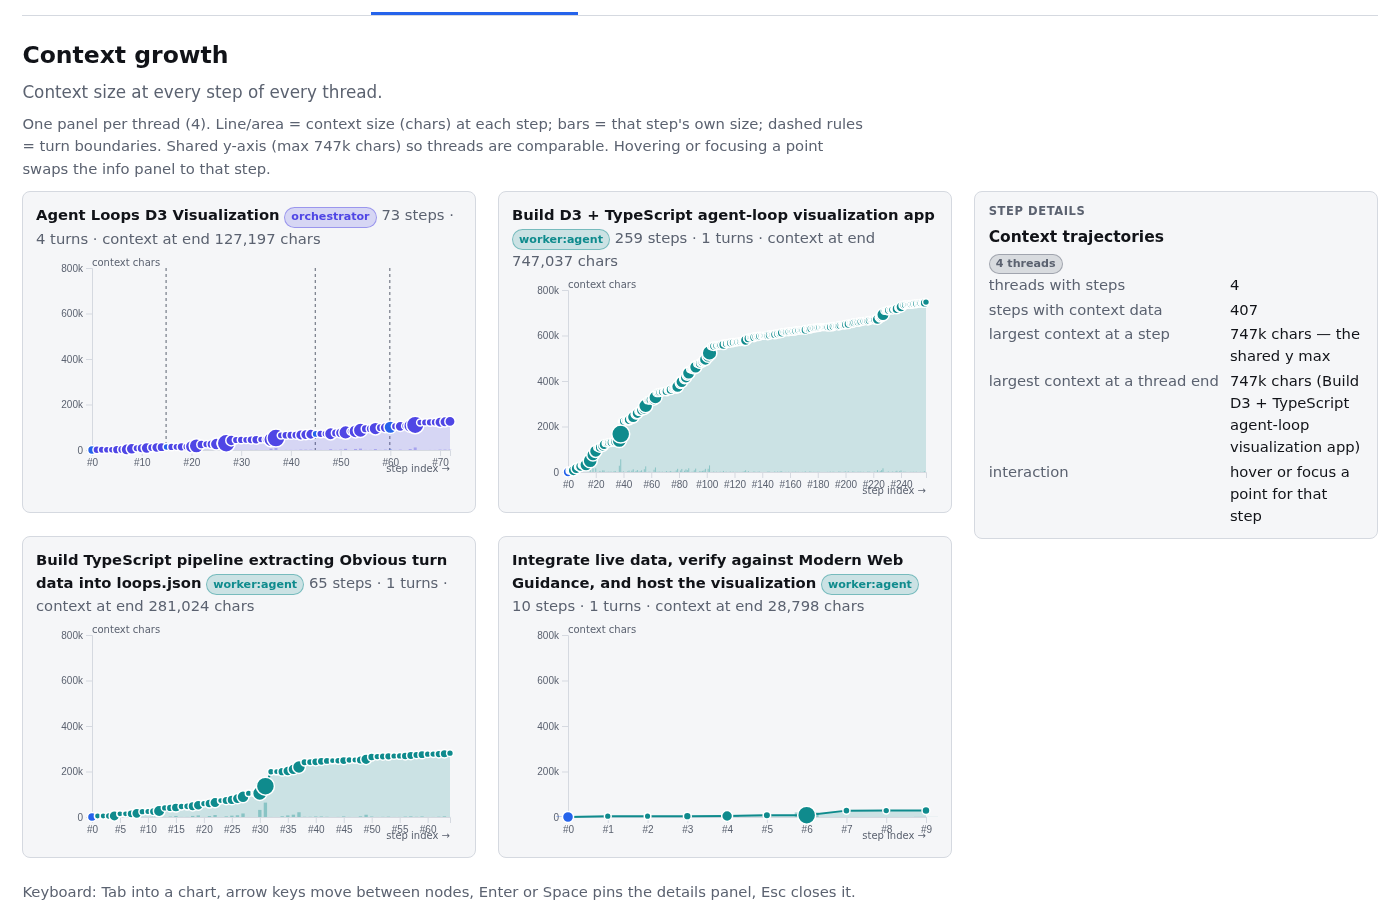 Context growth
Context size at every step of every thread.
One panel per thread (4). Line/area = context size (chars) at each step; bars = that step's own size; dashed rules
= turn boundaries. Shared y-axis (max 747k chars) so threads are comparable. Hovering or focusing a point
swaps the info panel to that step.
Agent Loops D3 Visualization orchestrator 73 steps ·
4 turns · context at end 127,197 chars
context chars
800k
600k
400k
200k
0
#0 #10 #20 #30 #40 #50 #60 #70
step index →
Build D3 + TypeScript agent-loop visualization app
worker:agent 259 steps · 1 turns · context at end
747,037 chars
context chars
800k
600k
400k
200k
0
#0 #20 #40 #60 #80 #100 #120 #140 #160 #180 #200 #220 #240
step index →
STEP DETAILS
Context trajectories
4 threads
threads with steps 4
steps with context data 407
largest context at a step 747k chars — the
shared y max
largest context at a thread end 747k chars (Build
D3 + TypeScript
agent-loop
visualization app)
interaction hover or focus a
point for that
step
Build TypeScript pipeline extracting Obvious turn
data into loops.json worker:agent 65 steps · 1 turns ·
context at end 281,024 chars
context chars
800k
600k
400k
200k
0
#0 #5 #10 #15 #20 #25 #30 #35 #40 #45 #50 #55 #60
step index →
Integrate live data, verify against Modern Web
Guidance, and host the visualization worker:agent
10 steps · 1 turns · context at end 28,798 chars
context chars
800k
600k
400k
200k
0
#0 #1 #2 #3 #4 #5 #6 #7 #8 #9
step index →
Keyboard: Tab into a chart, arrow keys move between nodes, Enter or Space pins the details panel, Esc closes it.